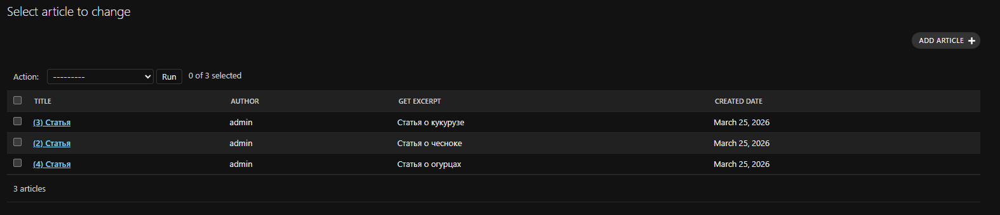 Select article to change
ADD ARTICLE +
Action: --------- Run 0 of 3 selected
TITLE AUTHOR GET EXCERPT CREATED DATE
(3) Статья admin Статья о кукурузе March 25, 2026
(2) Статья admin Статья о чесноке March 25, 2026
(4) Статья admin Статья о огурцах March 25, 2026
3 articles